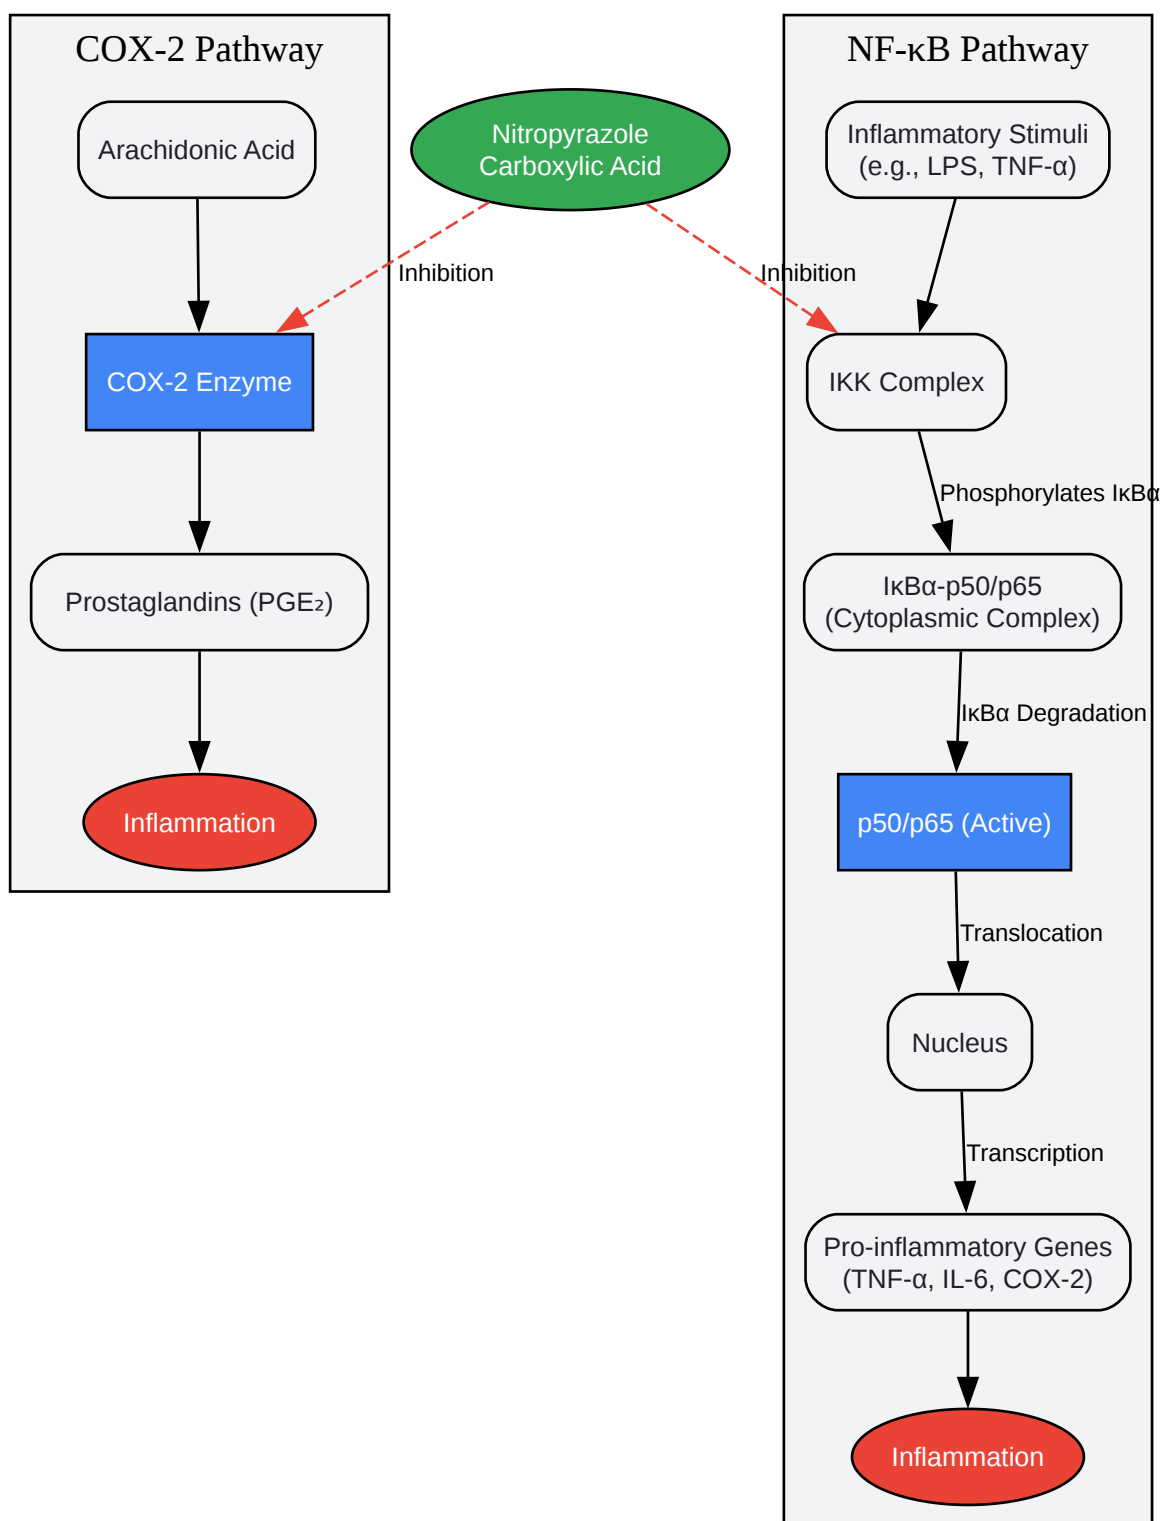 COX-2 Pathway
Arachidonic Acid
COX-2 Enzyme
Prostaglandins (PGE₂)
Inflammation
Nitropyrazole
Carboxylic Acid
Inhibition
Inhibition
NF-κB Pathway
Inflammatory Stimuli
(e.g., LPS, TNF-α)
IKK Complex
Phosphorylates IκBα
IκBα-p50/p65
(Cytoplasmic Complex)
IκBα Degradation
p50/p65 (Active)
Translocation
Nucleus
Transcription
Pro-inflammatory Genes
(TNF-α, IL-6, COX-2)
Inflammation